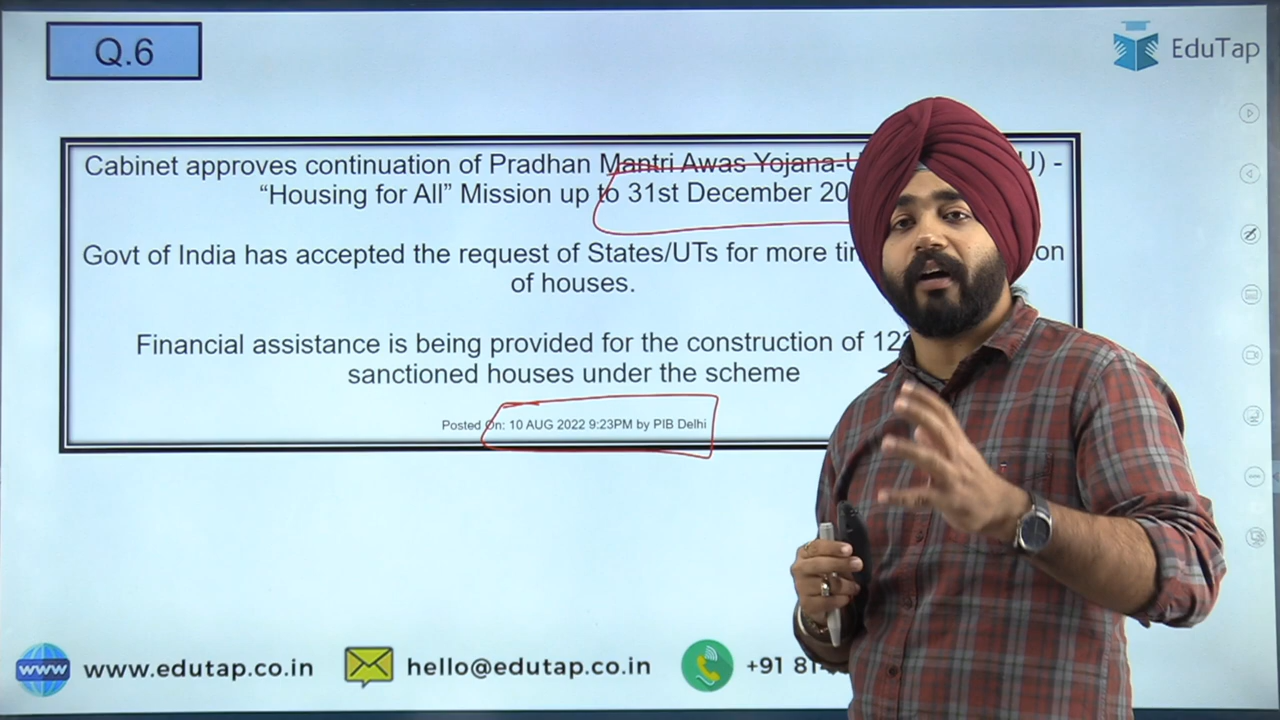 Q.6
EduTap
Cabinet approves continuation of Pradhan Mantri Awas Yojana-U) -
“Housing for All” Mission up to 31st December 20
Govt of India has accepted the request of States/UTs for more
of houses.
Financial assistance is being provided for the construction of
sanctioned houses under the scheme
Posted On: 10 AUG 2022 9:23PM by PIB Delhi
www
www.edutap.co.in
hello@edutap.co.in
+91